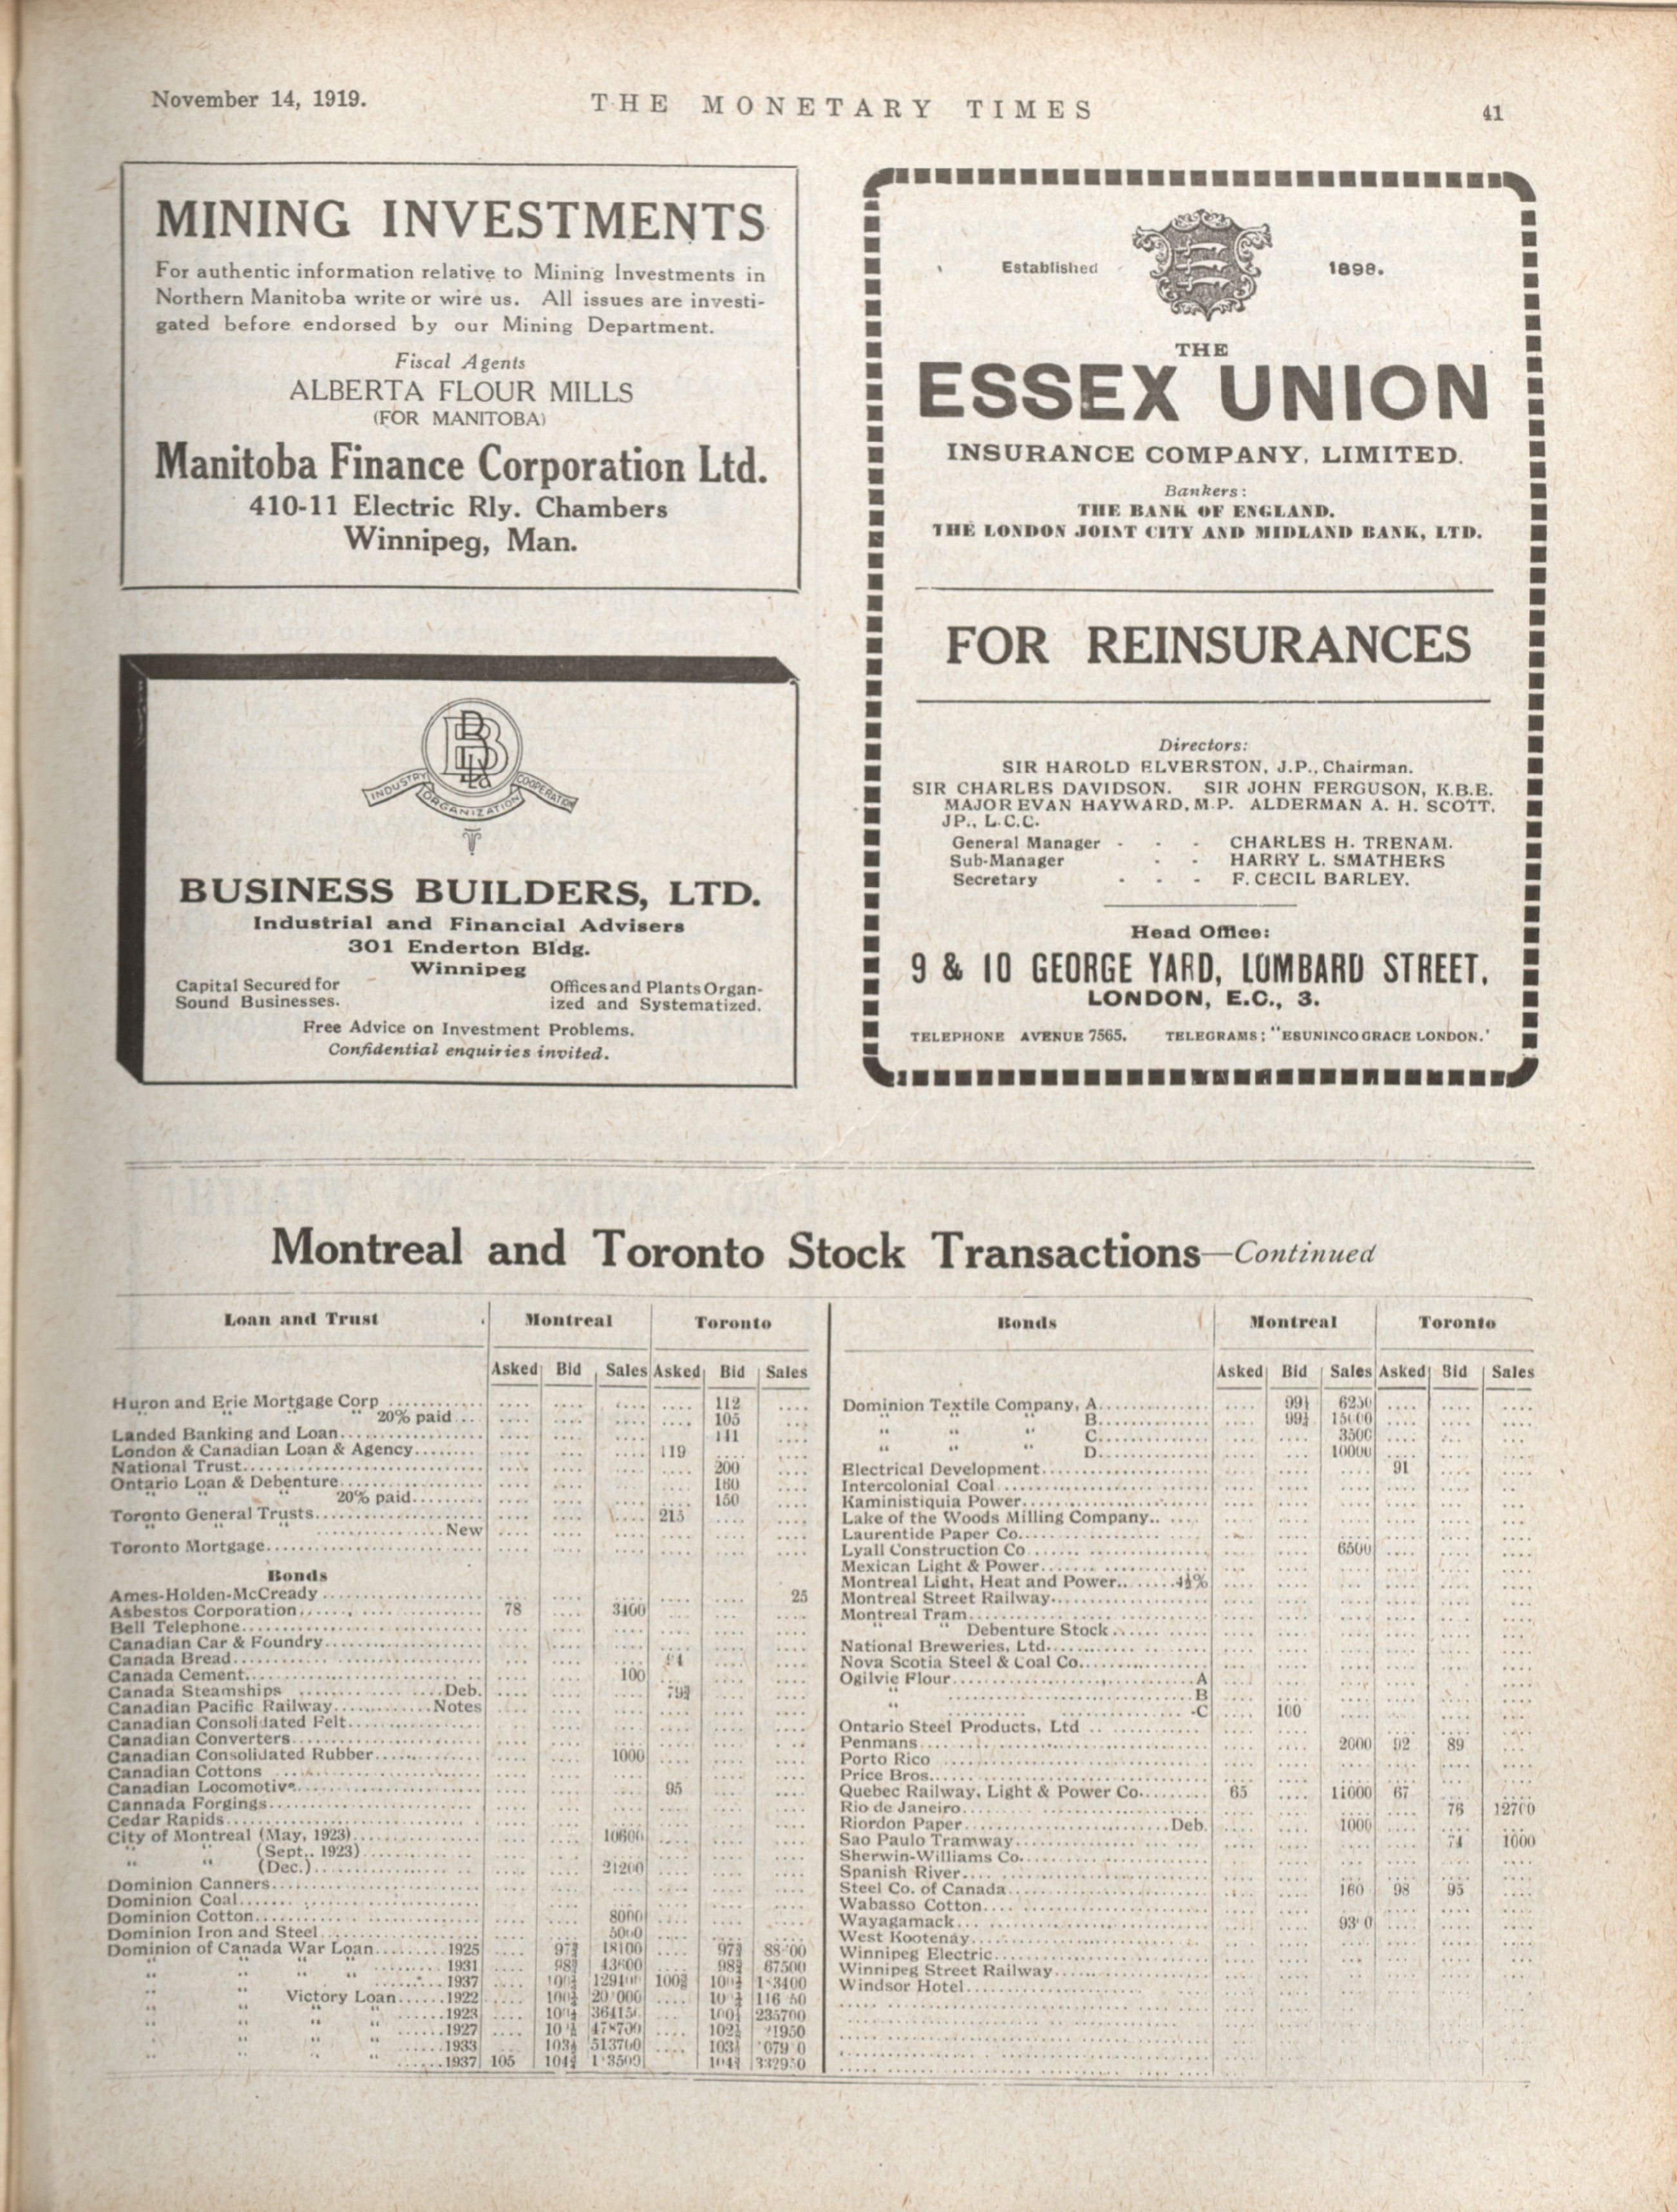 November 14, 1919.
THE MONETARY TIMES
41
MINING INVESTMENTS
For authentic information relative to Mining Investments in
Northern Manitoba write or wire us. All issues are investi-
gated before endorsed by our Mining Department.
Fiscal Agents
ALBERTA FLOUR MILLS
(FOR MANITOBA)
Manitoba Finance Corporation Ltd.
410-11 Electric Rly. Chambers
Winnipeg, Man.
INDUSTRY ORGANIZATION COOPERATION
BUSINESS BUILDERS, LTD.
Industrial and Financial Advisers
301 Enderton Bldg.
Winnipeg
Capital Secured for
Sound Businesses.
Offices and Plants Organ-
ized and Systematized.
Free Advice on Investment Problems.
Confidential enquiries invited.
Established 1898.
THE
ESSEX UNION
INSURANCE COMPANY, LIMITED.
Bankers:
THE BANK OF ENGLAND.
THE LONDON JOINT CITY AND MIDLAND BANK, LTD.
FOR REINSURANCES
Directors:
SIR HAROLD ELVERSTON, J.P., Chairman.
SIR CHARLES DAVIDSON. SIR JOHN FERGUSON, K.B.E.
MAJOR EVAN HAYWARD, M.P. ALDERMAN A. H. SCOTT.
JP., L.C.C.
General Manager - - - CHARLES H. TRENAM.
Sub-Manager - - HARRY L. SMATHERS
Secretary - - - F. CECIL BARLEY.
Head Office:
9 & 10 GEORGE YARD, LOMBARD STREET.
LONDON, E.C., 3.
TELEPHONE AVENUE 7565. TELEGRAMS: "ESUNINCO GRACE LONDON.'
Montreal and Toronto Stock Transactions—Continued
Loan and Trust Montreal Toronto
Asked Bid Sales Asked Bid Sales
Huron and Erie Mortgage Corp 112
" " 20% paid 105
Landed Banking and Loan 141
London & Canadian Loan & Agency 119
National Trust 200
Ontario Loan & Debenture
20% paid 150
Toronto General Trusts 215
" " New
Toronto Mortgage
Bonds
Ames-Holden-McCready 25
Asbestos Corporation 78 3400
Bell Telephone
Canadian Car & Foundry
Canada Bread
Canada Cement 100
Canada Steamships Deb.
Canadian Pacific Railway Notes
Canadian Consolidated Felt
Canadian Converters
Canadian Consolidated Rubber 1000
Canadian Cottons
Canadian Locomotive 95
Cannada Forgings
Cedar Rapids
City of Montreal (May, 1923)
" " (Sept., 1923)
" " (Dec.) 21200
Dominion Canners
Dominion Coal
Dominion Cotton 8000
Dominion Iron and Steel
Dominion of Canada War Loan 1925
" " " 1931 67500
" " " 1937
" " Victory Loan 1922
" " " 1923 235700
" " " 1927
" " " 1933
" " " 1937 105
Bonds Montreal Toronto
Asked Bid Sales Asked Bid Sales
Dominion Textile Company, A
" " " B
" " " C
" " " D
Electrical Development 91
Intercolonial Coal
Kaministiquia Power
Lake of the Woods Milling Company
Laurentide Paper Co.
Lyall Construction Co 6500
Mexican Light & Power
Montreal Light, Heat and Power 4½%
Montreal Street Railway
Montreal Tram
" Debenture Stock
National Breweries, Ltd.
Nova Scotia Steel & Coal Co.
Ogilvie Flour A
" B
C 100
Ontario Steel Products, Ltd
Penmans 2000 92 89
Porto Rico
Price Bros.
Quebec Railway, Light & Power Co. 65 11000 67
Rio de Janeiro 76
Riordon Paper Deb. 1000
Sao Paulo Tramway 74 1000
Sherwin-Williams Co.
Spanish River
Steel Co. of Canada 160 98 95
Wabasso Cotton
Wayagamack
West Kootenay
Winnipeg Electric
Winnipeg Street Railway
Windsor Hotel